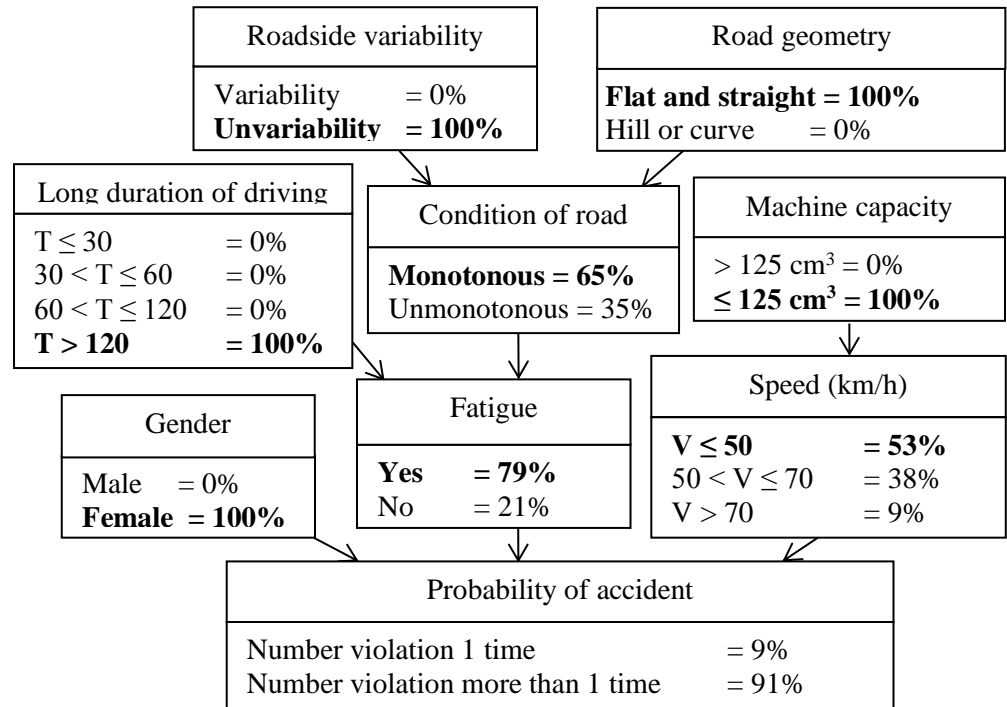 Roadside variability
Variability = 0%
Unvariability = 100%
Road geometry
Flat and straight = 100%
Hill or curve = 0%
Long duration of driving
T ≤ 30 = 0%
30 < T ≤ 60 = 0%
60 < T ≤ 120 = 0%
T > 120 = 100%
Condition of road
Monotonous = 65%
Unmonotonous = 35%
Machine capacity
> 125 cm³ = 0%
≤ 125 cm³ = 100%
Gender
Male = 0%
Female = 100%
Fatigue
Yes = 79%
No = 21%
Speed (km/h)
V ≤ 50 = 53%
50 < V ≤ 70 = 38%
V > 70 = 9%
Probability of accident
Number violation 1 time = 9%
Number violation more than 1 time = 91%